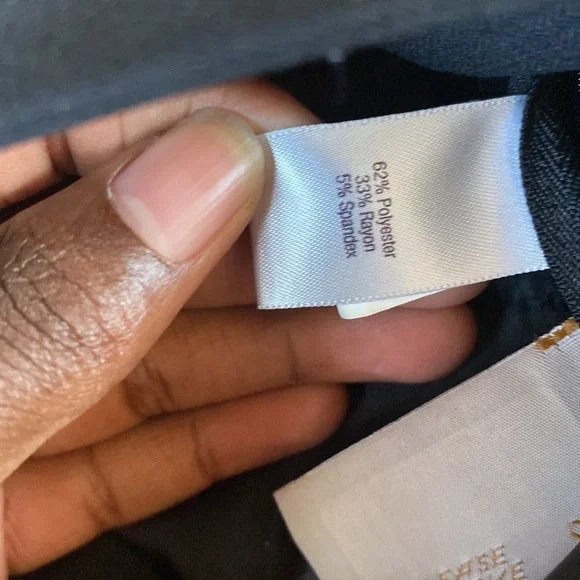 62% Polyester
33% Rayon
5% Spandex